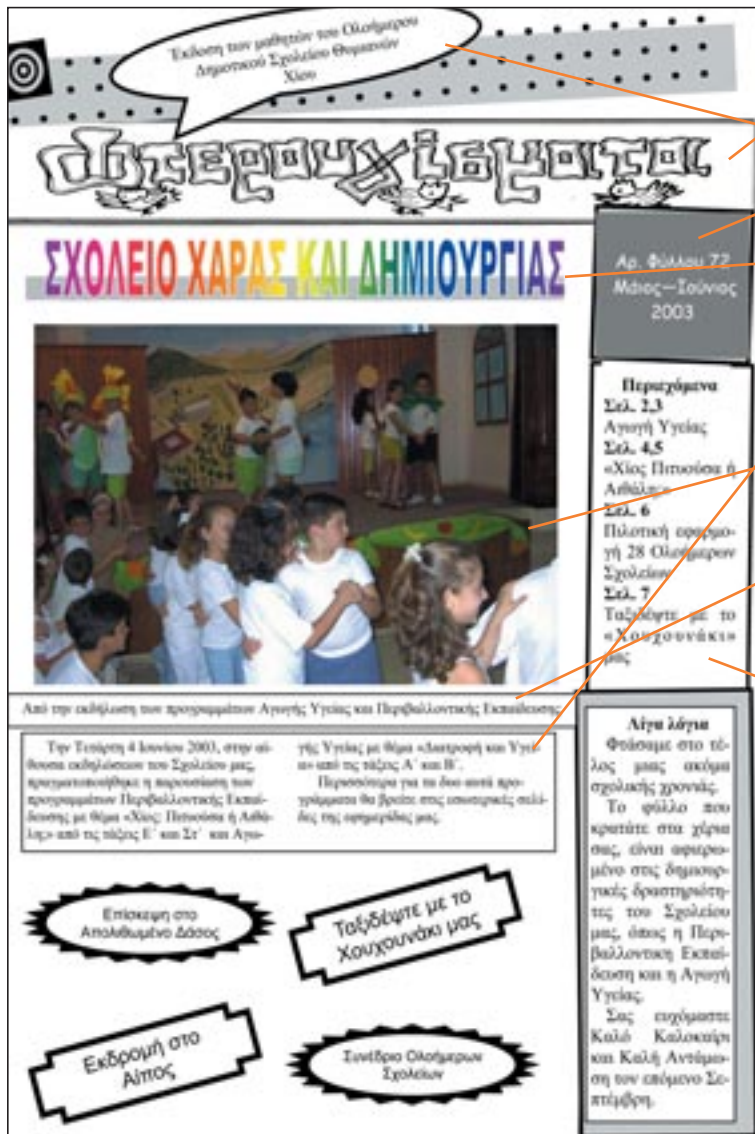 Έκδοση των μαθητών του Ολοήμερου
Δημοτικού Σχολείου Θυμιανών
Χίου
Φτερουγίσματα
ΣΧΟΛΕΙΟ ΧΑΡΑΣ ΚΑΙ ΔΗΜΙΟΥΡΓΙΑΣ
Αρ. Φύλλου 72
Μάιος—Ιούνιος
2003
Περιεχόμενα
Σελ. 2,3
Αγωγή Υγείας
Σελ. 4,5
«Χίος Πιτυούσα ή
Αιθάλη;»
Σελ. 6
Πιλοτική εφαρμο-
γή 28 Ολοήμερων
Σχολείων
Σελ. 7
Ταξιδέψτε με το
«Χουχουνάκι»
μας
Από την εκδήλωση των προγραμμάτων Αγωγής Υγείας και Περιβαλλοντικής Εκπαίδευσης.
Την Τετάρτη 4 Ιουνίου 2003, στην αί-
θουσα εκδηλώσεων του Σχολείου μας,
πραγματοποιήθηκε η παρουσίαση των
προγραμμάτων Περιβαλλοντικής Εκπαί-
δευσης με θέμα «Χίος: Πιτυούσα ή Αιθά-
λη;» από τις τάξεις Ε΄ και Στ΄ και Αγω-
γής Υγείας με θέμα «Διατροφή και Υγεί-
α» από τις τάξεις Α΄ και Β΄.
Περισσότερα για τα δυο αυτά προ-
γράμματα θα βρείτε στις εσωτερικές σελί-
δες της εφημερίδας μας.
Επίσκεψη στο
Απολιθωμένο Δάσος
Ταξιδέψτε με το
Χουχουνάκι μας
Εκδρομή στο
Αίπος
Συνέδριο Ολοήμερων
Σχολείων
Λίγα λόγια
Φτάσαμε στο τέ-
λος μιας ακόμα
σχολικής χρονιάς.
Το φύλλο που
κρατάτε στα χέρια
σας, είναι αφιερω-
μένο στις δημιουρ-
γικές δραστηριότη-
τες του Σχολείου
μας, όπως η Περι-
βαλλοντικη Εκπαί-
δευση και η Αγωγή
Υγείας.
Σας ευχόμαστε
Καλό Καλοκαίρι
και Καλή Αντάμω-
ση τον επόμενο Σε-
πτέμβρη.